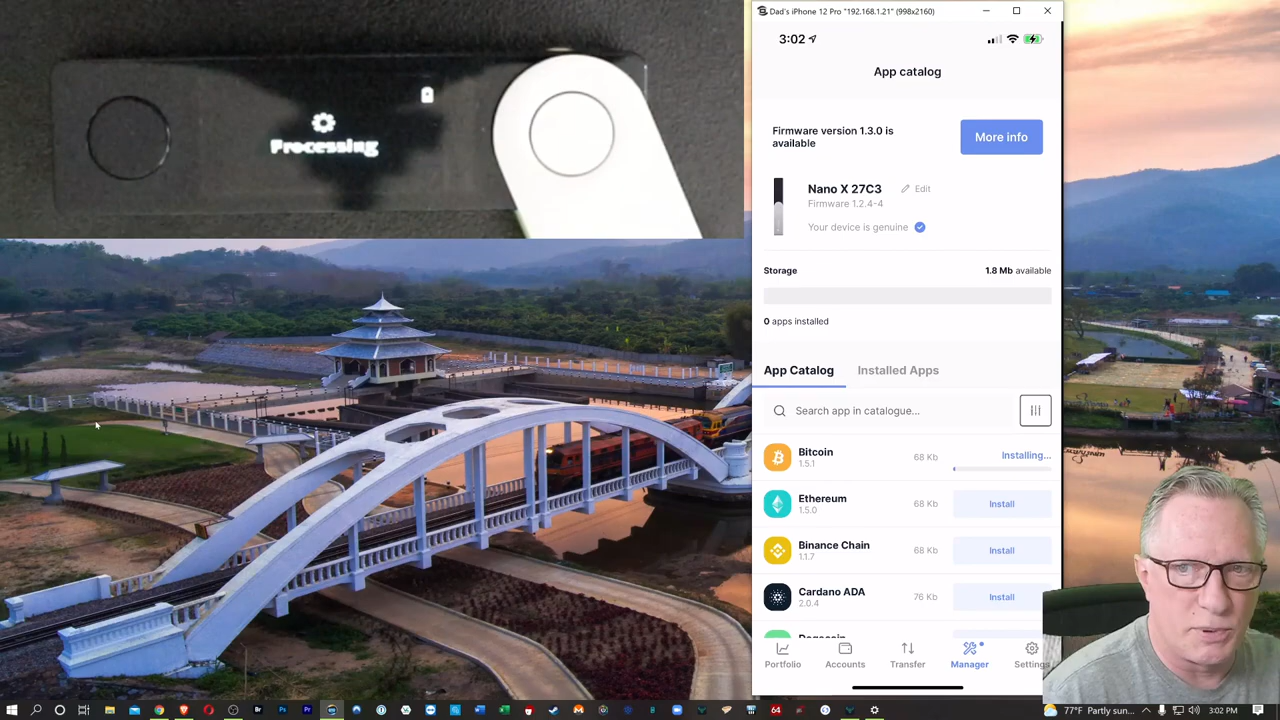 Processing
Dad's iPhone 12 Pro "192.168.1.21" (998x2160)
3:02
App catalog
Firmware version 1.3.0 is
available
More info
Nano X 27C3
Edit
Firmware 1.2.4-4
Your device is genuine
Storage
1.8 Mb available
0 apps installed
App Catalog
Installed Apps
Search app in catalogue...
Bitcoin
1.5.1
68 Kb
Installing...
Ethereum
1.5.0
68 Kb
Install
Binance Chain
1.1.7
68 Kb
Install
Cardano ADA
2.0.4
76 Kb
Install
Dogecoin
Portfolio
Accounts
Transfer
Manager
Settings
77°F Partly sun...
3:02 PM